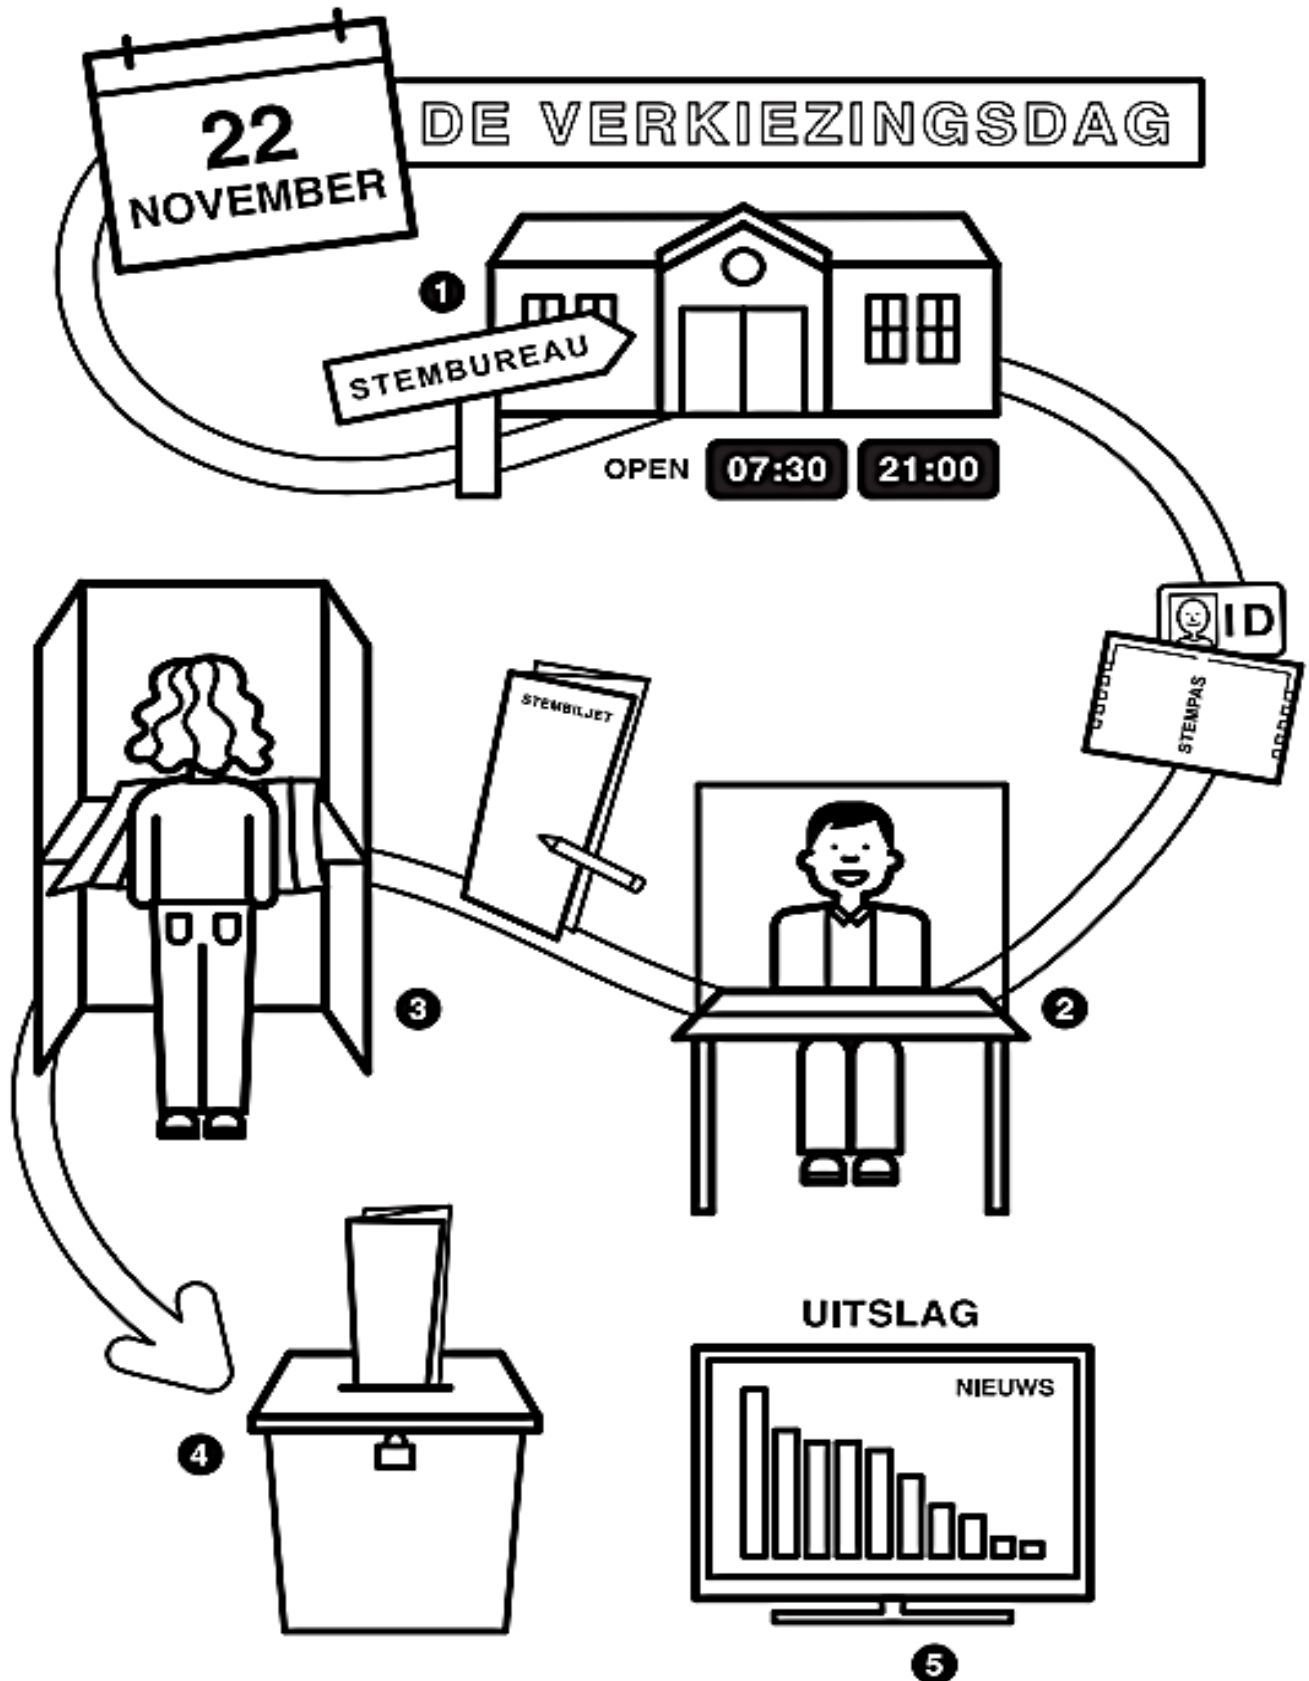 22
NOVEMBER
DE VERKIEZINGSDAG
1
STEMBUREAU
OPEN 07:30 21:00
ID
STEMPAS
STEMBILJET
2
3
4
UITSLAG
NIEUWS
5